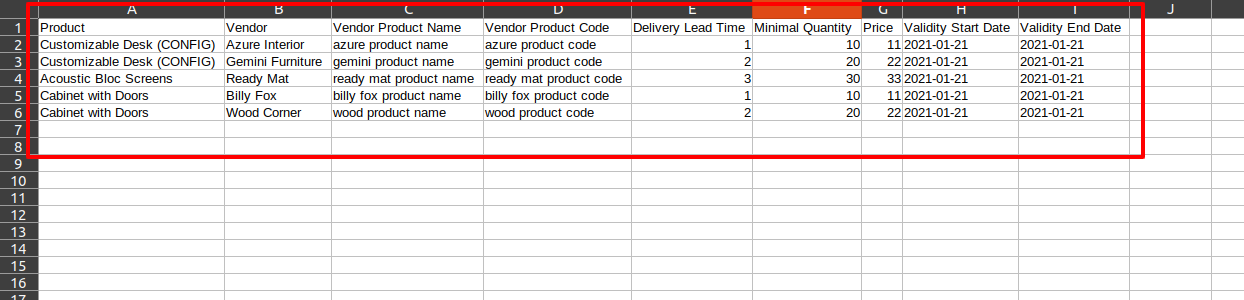 A B C D E F G H I J
1 Product Vendor Vendor Product Name Vendor Product Code Delivery Lead Time Minimal Quantity Price Validity Start Date Validity End Date
2 Customizable Desk (CONFIG) Azure Interior azure product name azure product code 1 10 11 2021-01-21 2021-01-21
3 Customizable Desk (CONFIG) Gemini Furniture gemini product name gemini product code 2 20 22 2021-01-21 2021-01-21
4 Acoustic Bloc Screens Ready Mat ready mat product name ready mat product code 3 30 33 2021-01-21 2021-01-21
5 Cabinet with Doors Billy Fox billy fox product name billy fox product code 1 10 11 2021-01-21 2021-01-21
6 Cabinet with Doors Wood Corner wood product name wood product code 2 20 22 2021-01-21 2021-01-21
7
8
9
10
11
12
13
14
15
16
17